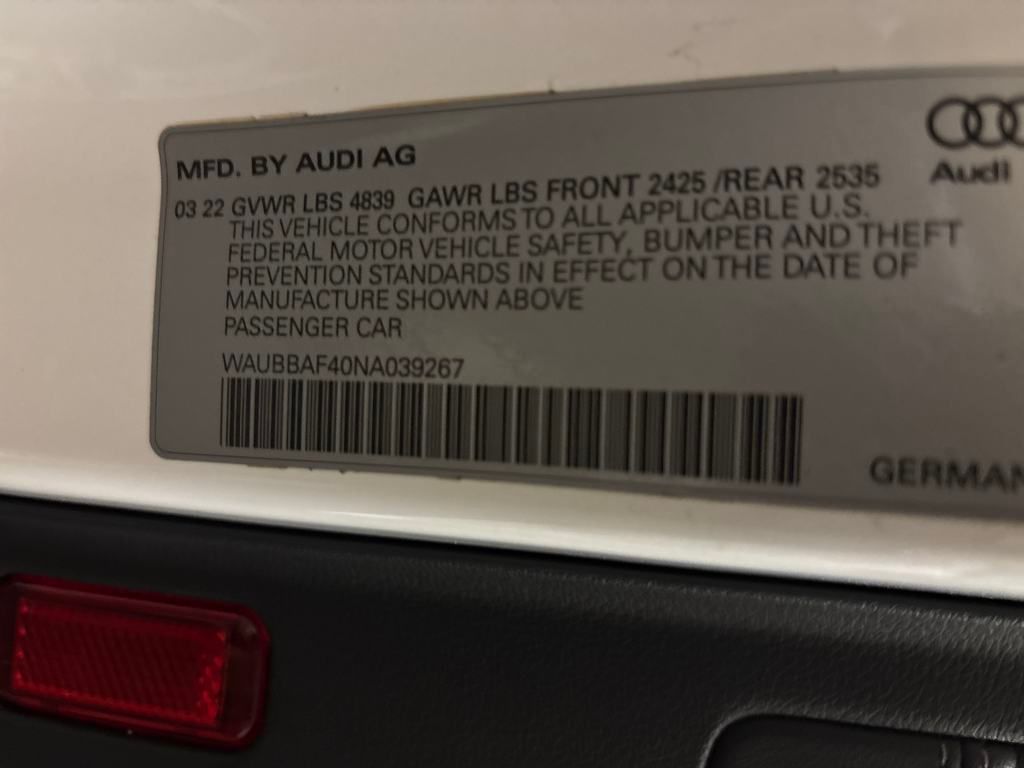 MFD. BY AUDI AG
Audi
03 22 GVWR LBS 4839 GAWR LBS FRONT 2425 /REAR 2535
THIS VEHICLE CONFORMS TO ALL APPLICABLE U.S.
FEDERAL MOTOR VEHICLE SAFETY, BUMPER AND THEFT
PREVENTION STANDARDS IN EFFECT ON THE DATE OF
MANUFACTURE SHOWN ABOVE
PASSENGER CAR
WAUBBAF40NA039267
GERMAN